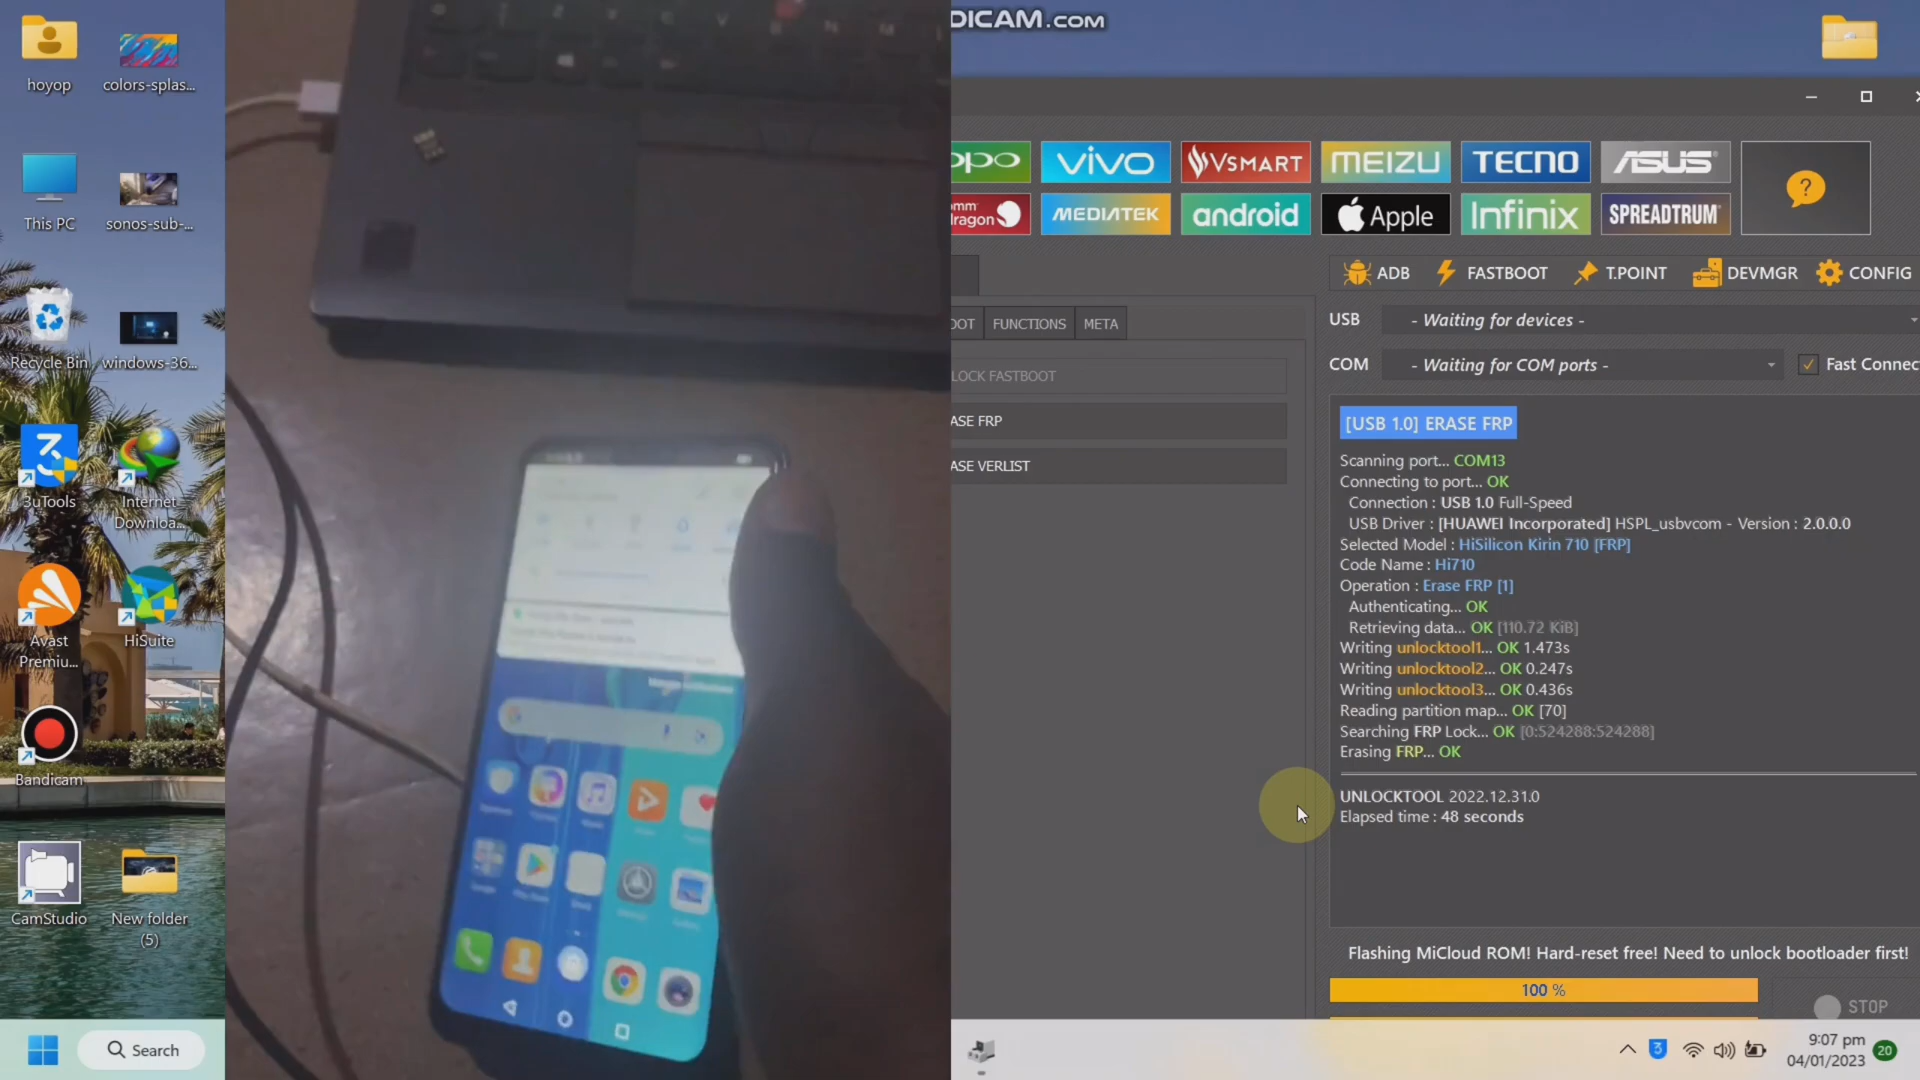 hoyop
colors-splas...
This PC
sonos-sub-...
Recycle Bin
windows-36...
3uTools
Internet
Downloa...
Avast
Premiu...
HiSuite
Bandicam
CamStudio
New folder
(5)
Search
DICAM.COM
oppo
vivo
VSMART
MEIZU
TECNO
ASUS
?
omm
dragon
MEDIATEK
android
Apple
Infinix
SPREADTRUM
ADB
FASTBOOT
T.POINT
DEVMGR
CONFIG
OOT
FUNCTIONS
META
USB
- Waiting for devices -
COM
- Waiting for COM ports -
Fast Connec
LOCK FASTBOOT
ASE FRP
ASE VERLIST
[USB 1.0] ERASE FRP
Scanning port... COM13
Connecting to port... OK
Connection : USB 1.0 Full-Speed
USB Driver : [HUAWEI Incorporated] HSPL_usbvcom - Version : 2.0.0.0
Selected Model : HiSilicon Kirin 710 [FRP]
Code Name : Hi710
Operation : Erase FRP [1]
Authenticating... OK
Retrieving data... OK [110.72 KiB]
Writing unlocktool1... OK 1.473s
Writing unlocktool2... OK 0.247s
Writing unlocktool3... OK 0.436s
Reading partition map... OK [70]
Searching FRP Lock... OK [0:524288:524288]
Erasing FRP... OK
UNLOCKTOOL 2022.12.31.0
Elapsed time : 48 seconds
Flashing MiCloud ROM! Hard-reset free! Need to unlock bootloader first!
100 %
STOP
9:07 pm
04/01/2023
20